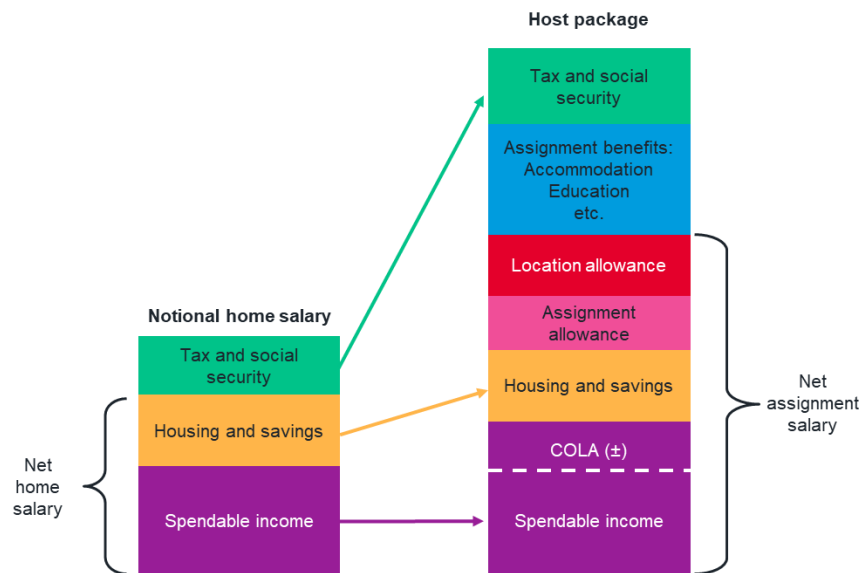 Host package
Tax and social
security
Assignment benefits:
Accommodation
Education
etc.
Location allowance
Assignment
allowance
Housing and savings
COLA (±)
Spendable income
Net
assignment
salary
Notional home salary
Tax and social
security
Housing and savings
Spendable income
Net
home
salary